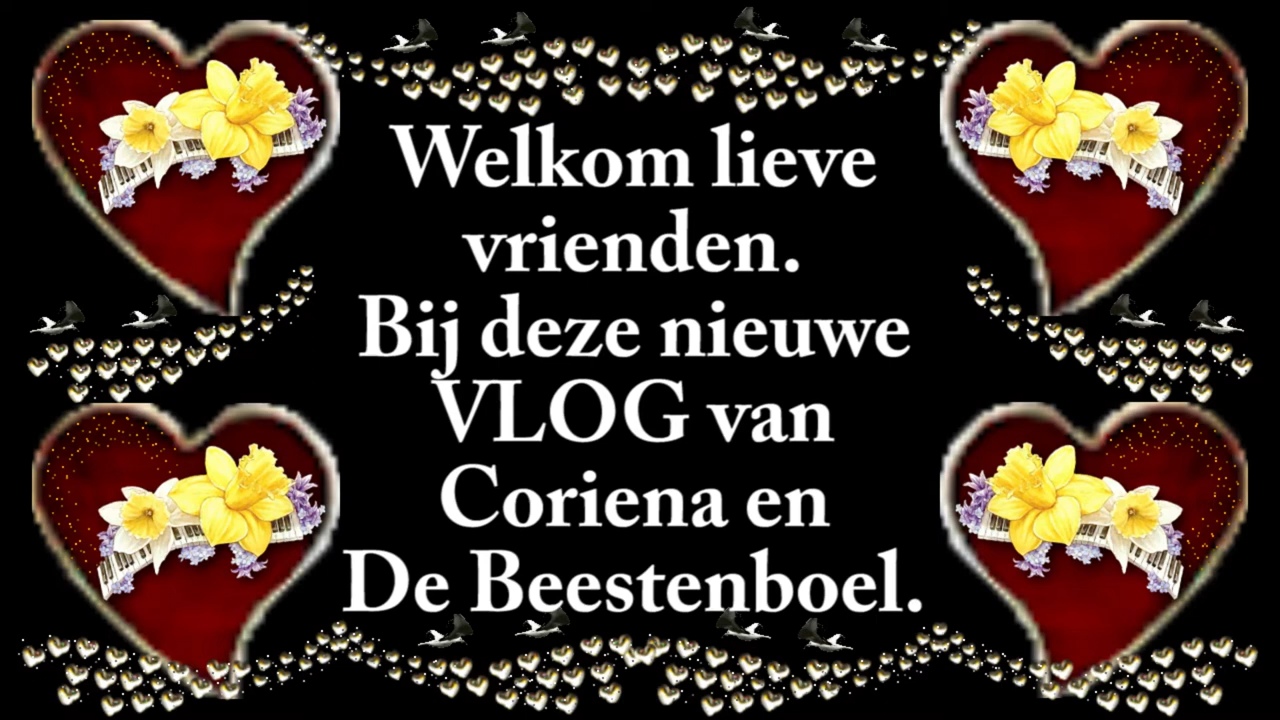 Welkom lieve
vrienden.
Bij deze nieuwe
VLOG van
Coriena en
De Beestenboel.